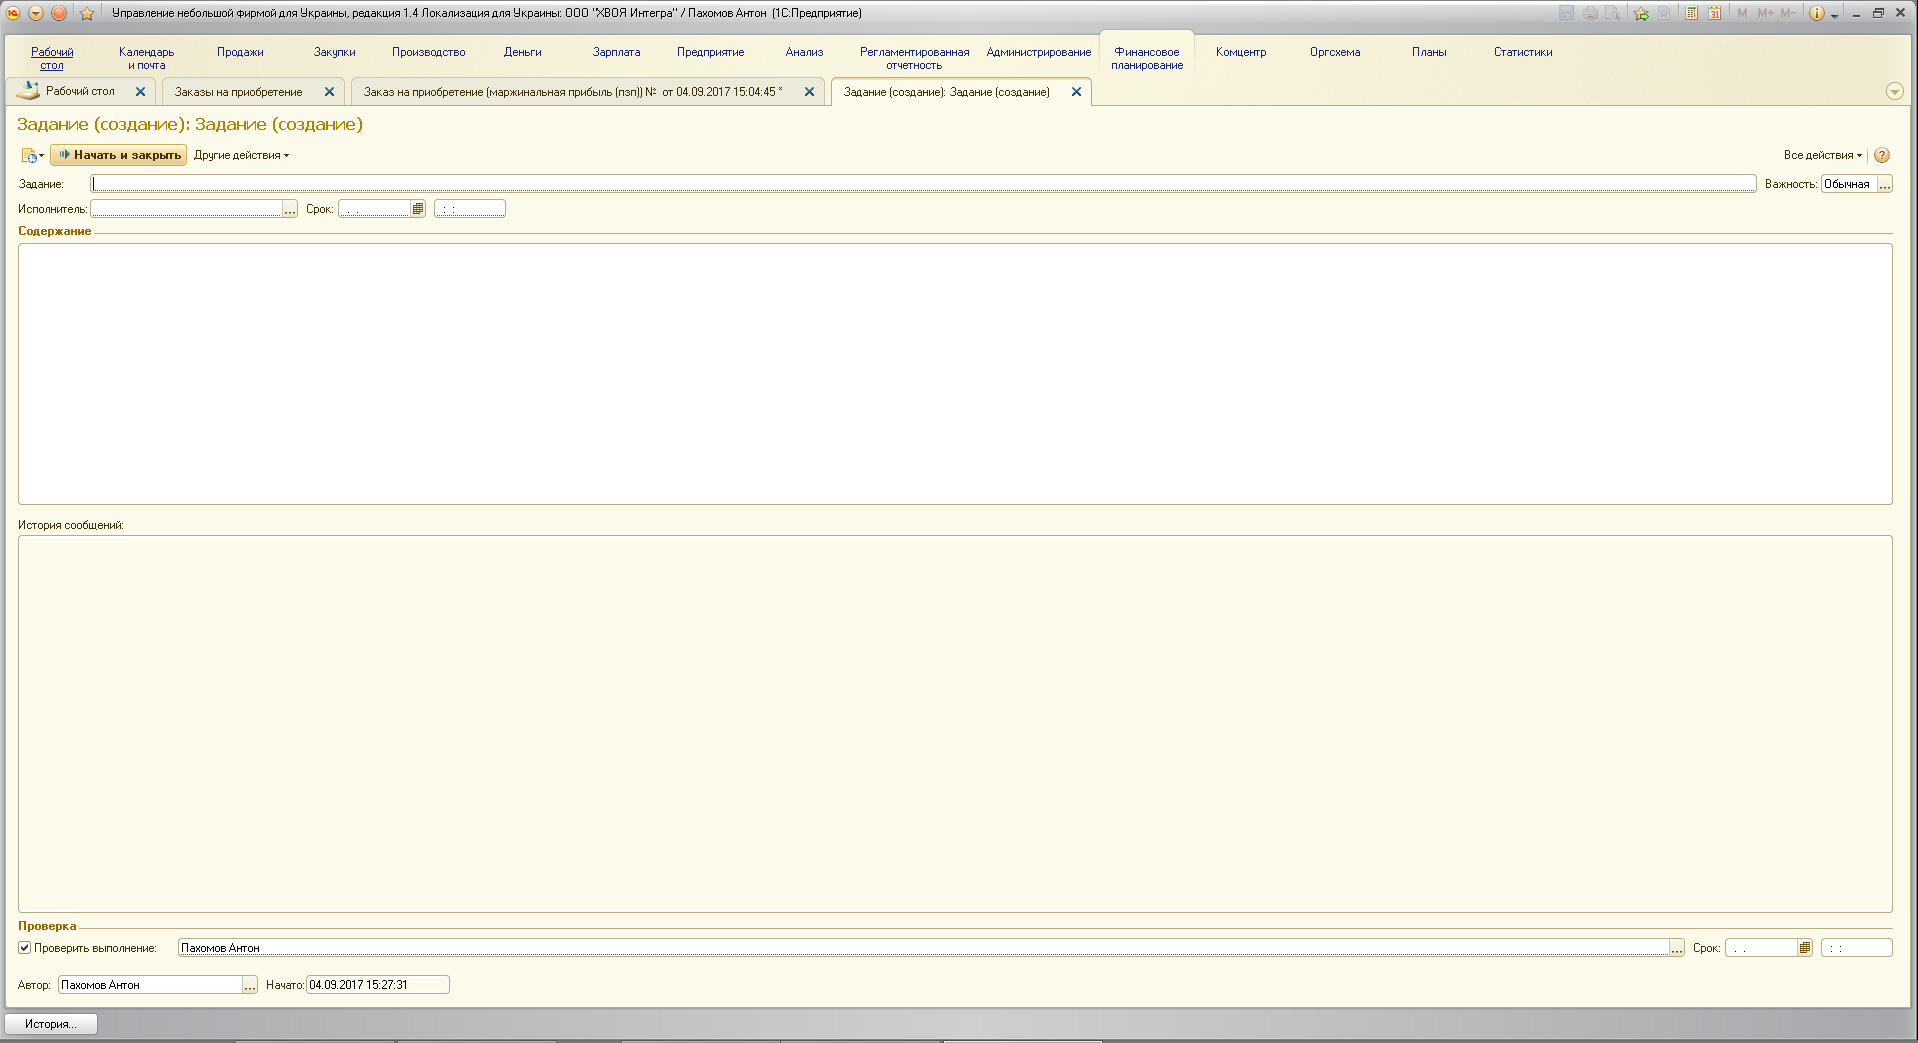 Управление небольшой фирмой для Украины, редакция 1.4 Локализация для Украины: ООО "ХВОЯ Интегра" / Пахомов Антон (1С:Предприятие)
31 M M+ M-
Рабочий стол
Календарь и почта
Продажи
Закупки
Производство
Деньги
Зарплата
Предприятие
Анализ
Регламентированная отчетность
Администрирование
Финансовое планирование
Комцентр
Оргсхема
Планы
Статистики
Рабочий стол
Заказы на приобретение
Заказ на приобретение (маржинальная прибыль (пзп)) № от 04.09.2017 15:04:45 *
Задание (создание): Задание (создание)
Задание (создание): Задание (создание)
Начать и закрыть
Другие действия
Все действия
?
Задание:
Важность: Обычная ...
Исполнитель: ...
Срок: . . : :
Содержание
История сообщений:
Проверка
Проверить выполнение: Пахомов Антон ... Срок: . . : :
Автор: Пахомов Антон ... Начато: 04.09.2017 15:27:31
История...